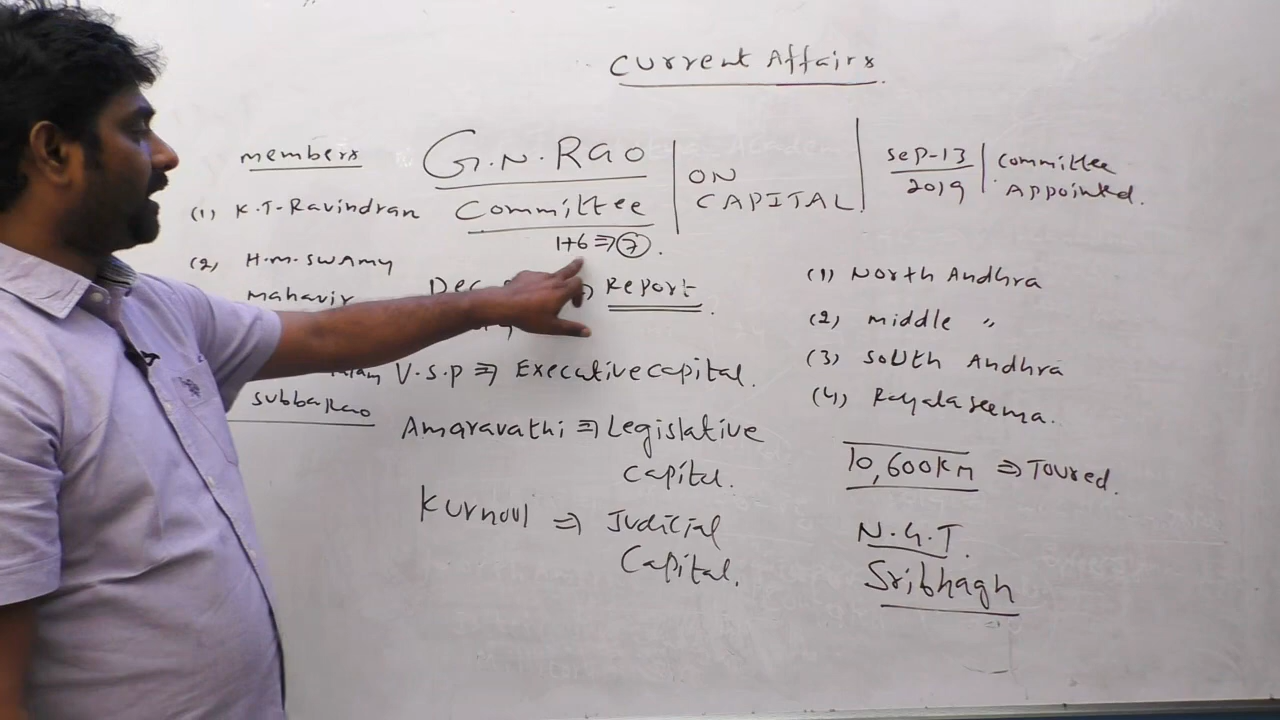 Current Affairs
members
(1) K.T-Ravindran
(2) H.M.SWAMY
Mahavir
Subbarao
G.N.RAO
Committee
1+6 ⇒ 7.
Dec ⇒ Report.
V.S.P ⇒ Executive capital.
Amaravathi ⇒ Legislative
capital.
Kurnoul ⇒ Judicial
Capital.
ON
CAPITAL
Sep-13
2019
Committee
Appointed.
(1) North Andhra
(2) middle "
(3) South Andhra
(4) Rayalaseema.
10,600KM ⇒ Toured.
N.G.T.
Sribhagh